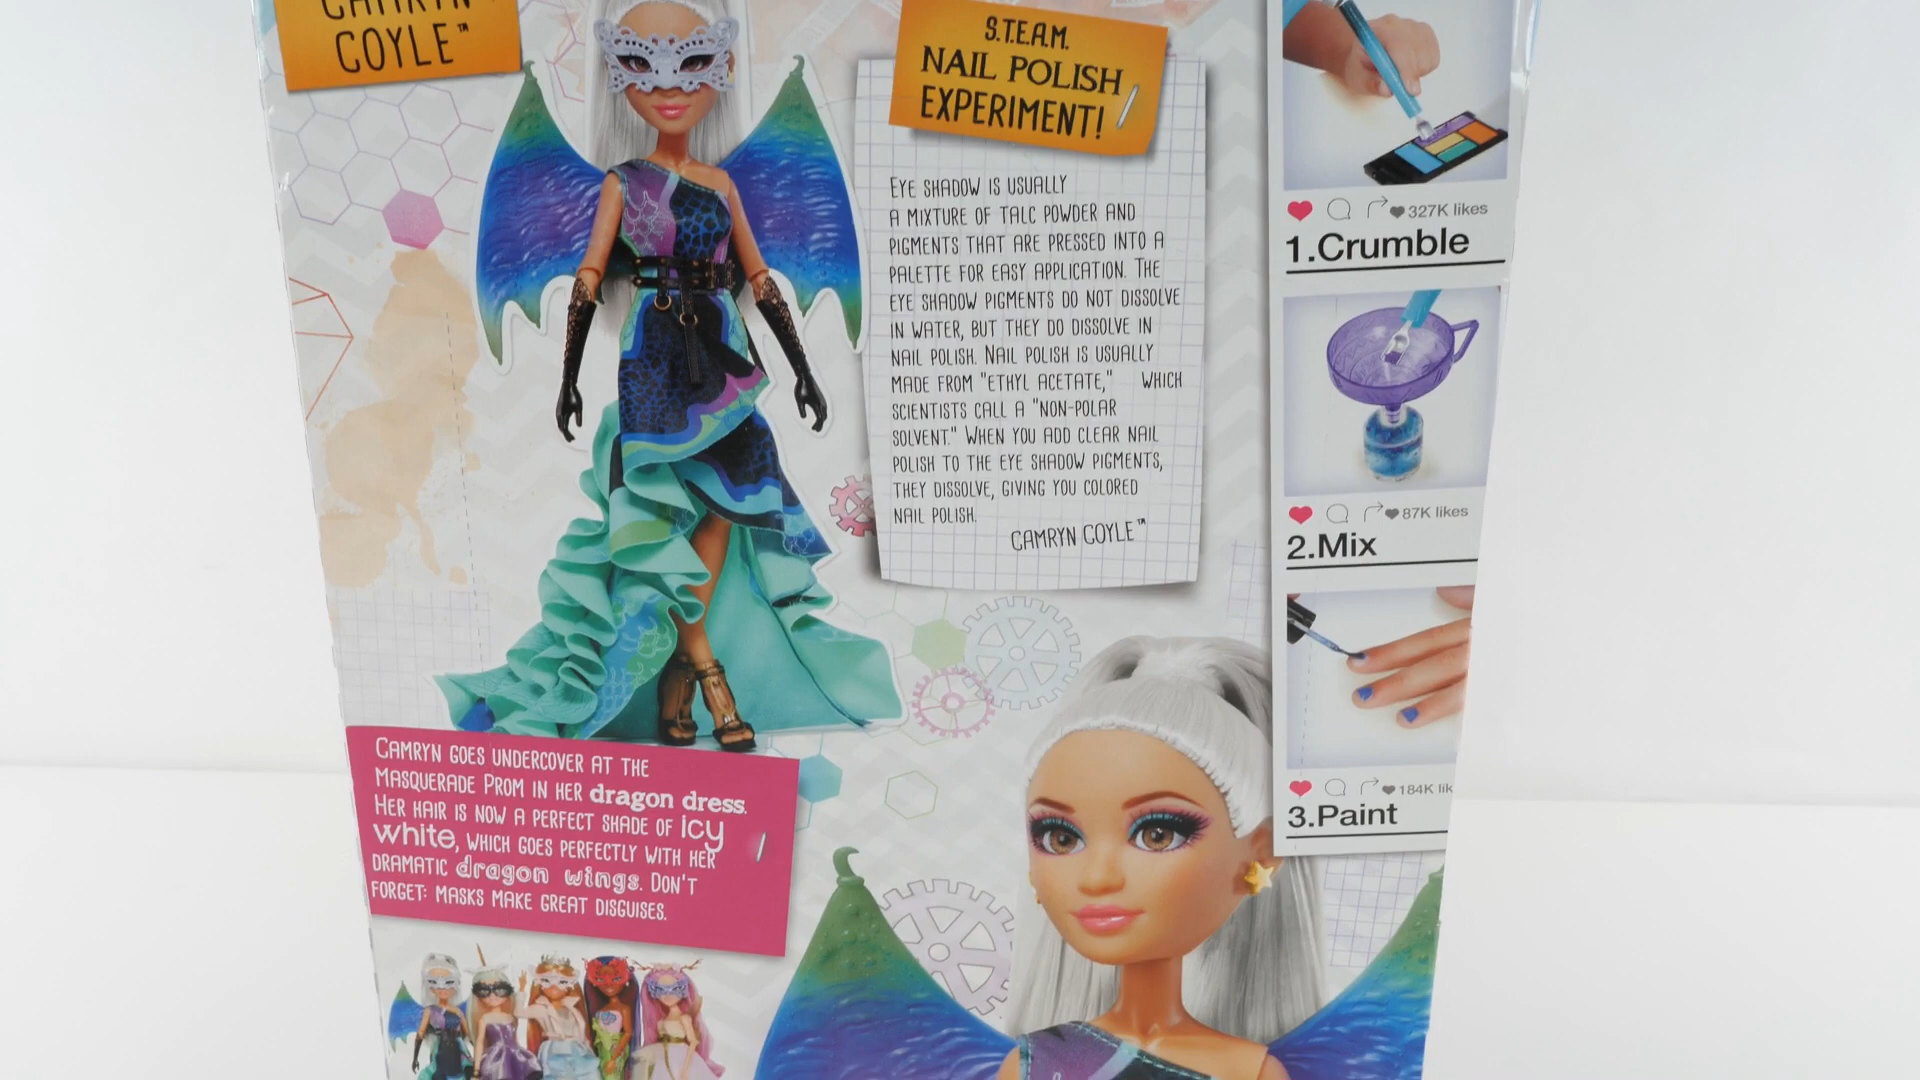 CAMRYN
COYLE™
S.T.E.A.M.
NAIL POLISH
EXPERIMENT!
EYE SHADOW IS USUALLY
A MIXTURE OF TALC POWDER AND
PIGMENTS THAT ARE PRESSED INTO A
PALETTE FOR EASY APPLICATION. THE
EYE SHADOW PIGMENTS DO NOT DISSOLVE
IN WATER, BUT THEY DO DISSOLVE IN
NAIL POLISH. NAIL POLISH IS USUALLY
MADE FROM "ETHYL ACETATE," WHICH
SCIENTISTS CALL A "NON-POLAR
SOLVENT." WHEN YOU ADD CLEAR NAIL
POLISH TO THE EYE SHADOW PIGMENTS,
THEY DISSOLVE, GIVING YOU COLORED
NAIL POLISH.
CAMRYN COYLE™
327K likes
1.Crumble
87K likes
2.Mix
184K lik
3.Paint
CAMRYN GOES UNDERCOVER AT THE
MASQUERADE PROM IN HER dragon dress.
HER HAIR IS NOW A PERFECT SHADE OF icy
white, WHICH GOES PERFECTLY WITH HER
DRAMATIC dragon wings. DON'T
FORGET: MASKS MAKE GREAT DISGUISES.